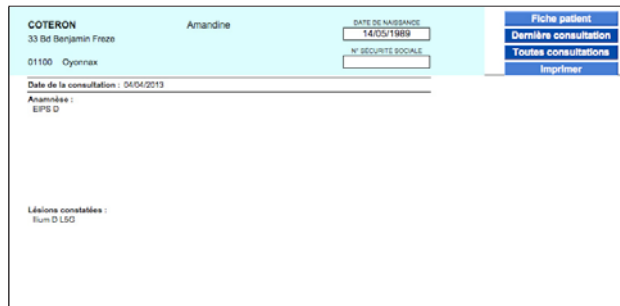 COTERON Amandine
33 Bd Benjamin Freze
01100 Oyonnax
DATE DE NAISSANCE
14/05/1989
N° SECURITE SOCIALE
Fiche patient
Dernière consultation
Toutes consultations
Imprimer
Date de la consultation : 04/04/2013
Anamnèse :
EIPS D
Lésions constatées :
Ilium D L5G